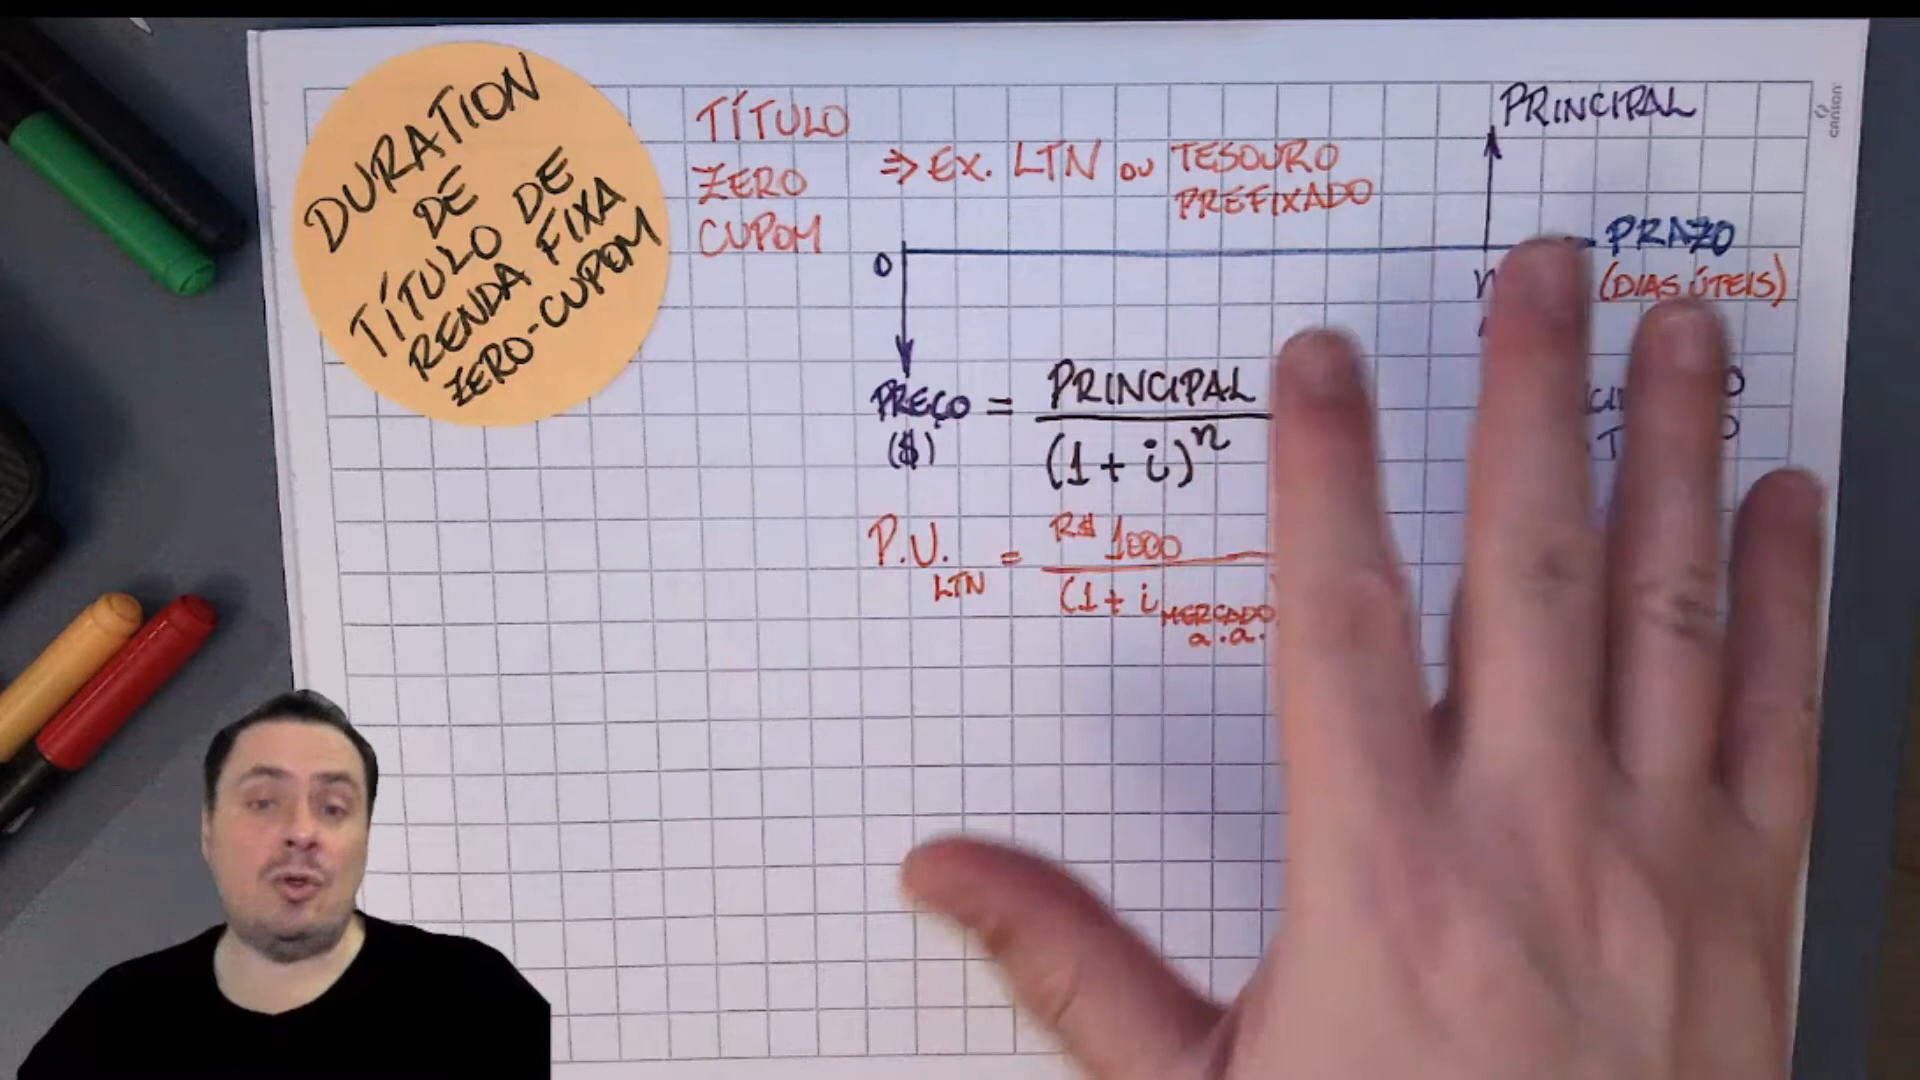 DURATION
DE
TÍTULO DE
RENDA FIXA
ZERO-CUPOM
TÍTULO
ZERO
CUPOM
⇒ EX. LTN OU TESOURO
PREFIXADO
PRINCIPAL
0
PRAZO
n
(DIAS ÚTEIS)
PREÇO = PRINCIPAL
($) (1 + i)^n
P.U. LTN = R$ 1000
(1 + i MERCADO
a.a.
canson